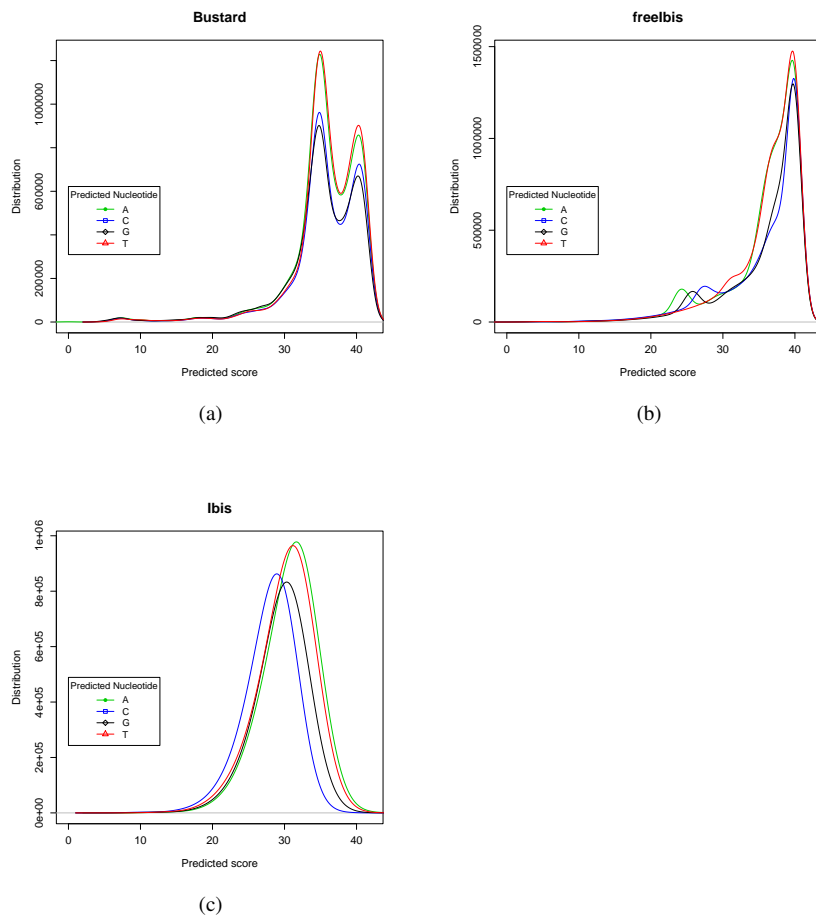 Bustard
Distribution
0 200000 600000 1000000
Predicted Nucleotide
A
C
G
T
0 10 20 30 40
Predicted score
(a)
freeIbis
Distribution
0 500000 1000000 1500000
Predicted Nucleotide
A
C
G
T
0 10 20 30 40
Predicted score
(b)
Ibis
Distribution
0e+00 2e+05 4e+05 6e+05 8e+05 1e+06
Predicted Nucleotide
A
C
G
T
0 10 20 30 40
Predicted score
(c)